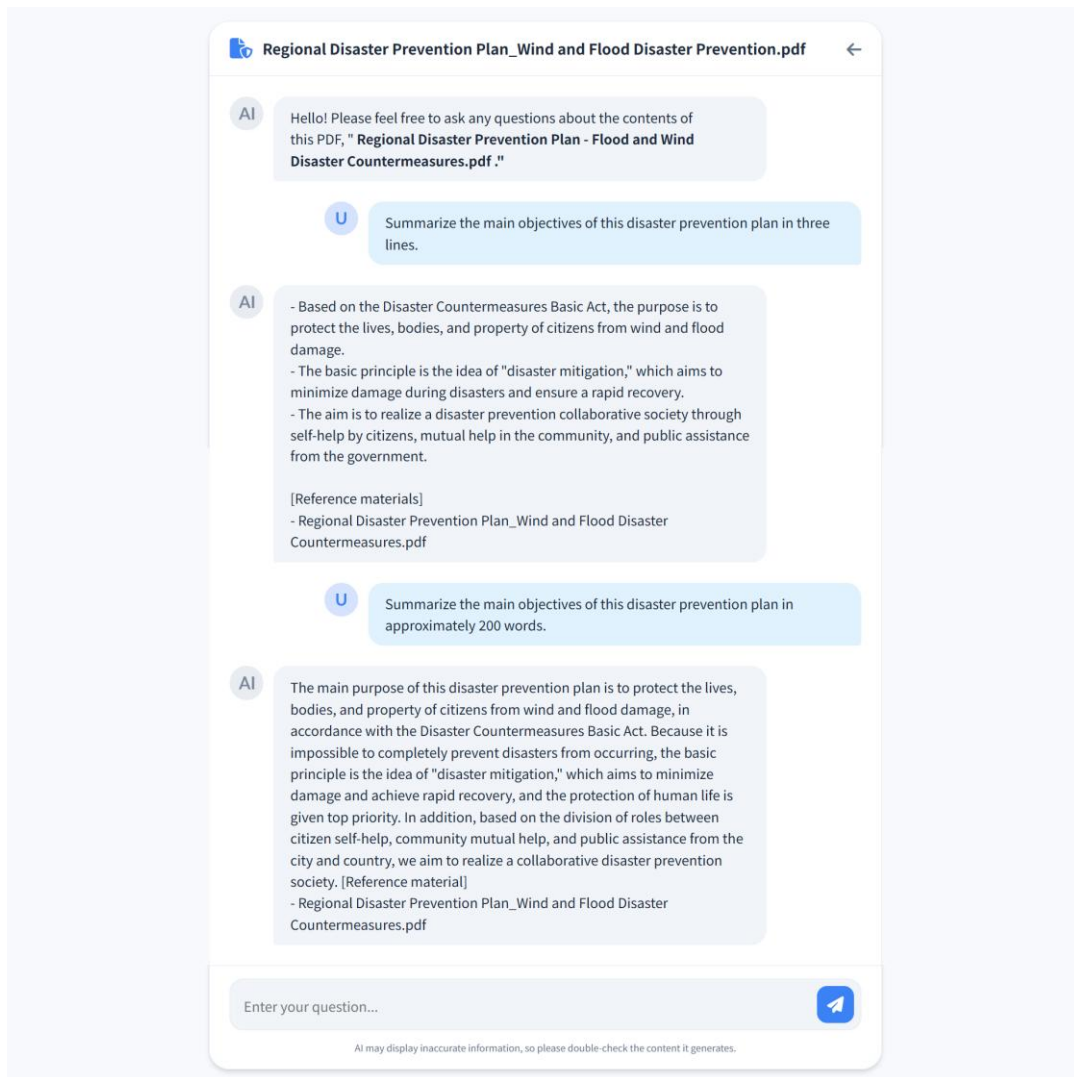 Regional Disaster Prevention Plan_Wind and Flood Disaster Prevention.pdf
AI
Hello! Please feel free to ask any questions about the contents of
this PDF, " Regional Disaster Prevention Plan - Flood and Wind
Disaster Countermeasures.pdf ."
U
Summarize the main objectives of this disaster prevention plan in three
lines.
AI
- Based on the Disaster Countermeasures Basic Act, the purpose is to
protect the lives, bodies, and property of citizens from wind and flood
damage.
- The basic principle is the idea of "disaster mitigation," which aims to
minimize damage during disasters and ensure a rapid recovery.
- The aim is to realize a disaster prevention collaborative society through
self-help by citizens, mutual help in the community, and public assistance
from the government.
[Reference materials]
- Regional Disaster Prevention Plan_Wind and Flood Disaster
Countermeasures.pdf
U
Summarize the main objectives of this disaster prevention plan in
approximately 200 words.
AI
The main purpose of this disaster prevention plan is to protect the lives,
bodies, and property of citizens from wind and flood damage, in
accordance with the Disaster Countermeasures Basic Act. Because it is
impossible to completely prevent disasters from occurring, the basic
principle is the idea of "disaster mitigation," which aims to minimize
damage and achieve rapid recovery, and the protection of human life is
given top priority. In addition, based on the division of roles between
citizen self-help, community mutual help, and public assistance from the
city and country, we aim to realize a collaborative disaster prevention
society. [Reference material]
- Regional Disaster Prevention Plan_Wind and Flood Disaster
Countermeasures.pdf
Enter your question...
AI may display inaccurate information, so please double-check the content it generates.